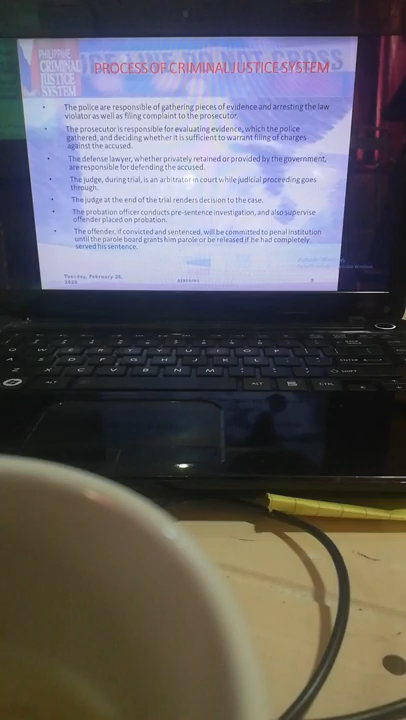 PHILIPPINE
CRIMINAL
JUSTICE
SYSTEM
PROCESS OF CRIMINAL JUSTICE SYSTEM
• The police are responsible of gathering pieces of evidence and arresting the law
violator as well as filing complaint to the prosecutor.
• The prosecutor is responsible for evaluating evidence, which the police
gathered, and deciding whether it is sufficient to warrant filing of charges
against the accused.
• The defense lawyer, whether privately retained or provided by the government,
are responsible for defending the accused.
• The judge, during trial, is an arbitrator in court while judicial proceeding goes
through.
• The judge at the end of the trial renders decision to the case.
• The probation officer conducts pre-sentence investigation, and also supervise
offender placed on probation.
• The offender, if convicted and sentenced, will be committed to penal institution
until the parole board grants him parole or be released if he had completely
served his sentence.
Tuesday, February
ENTER
SHIFT
ALT
ALT
CTRL